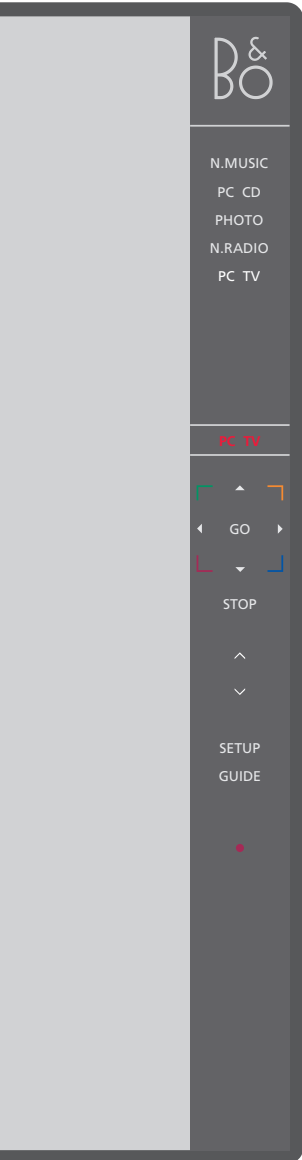 B&O
N.MUSIC
PC CD
PHOTO
N.RADIO
PC TV
PC TV
GO
STOP
SETUP
GUIDE